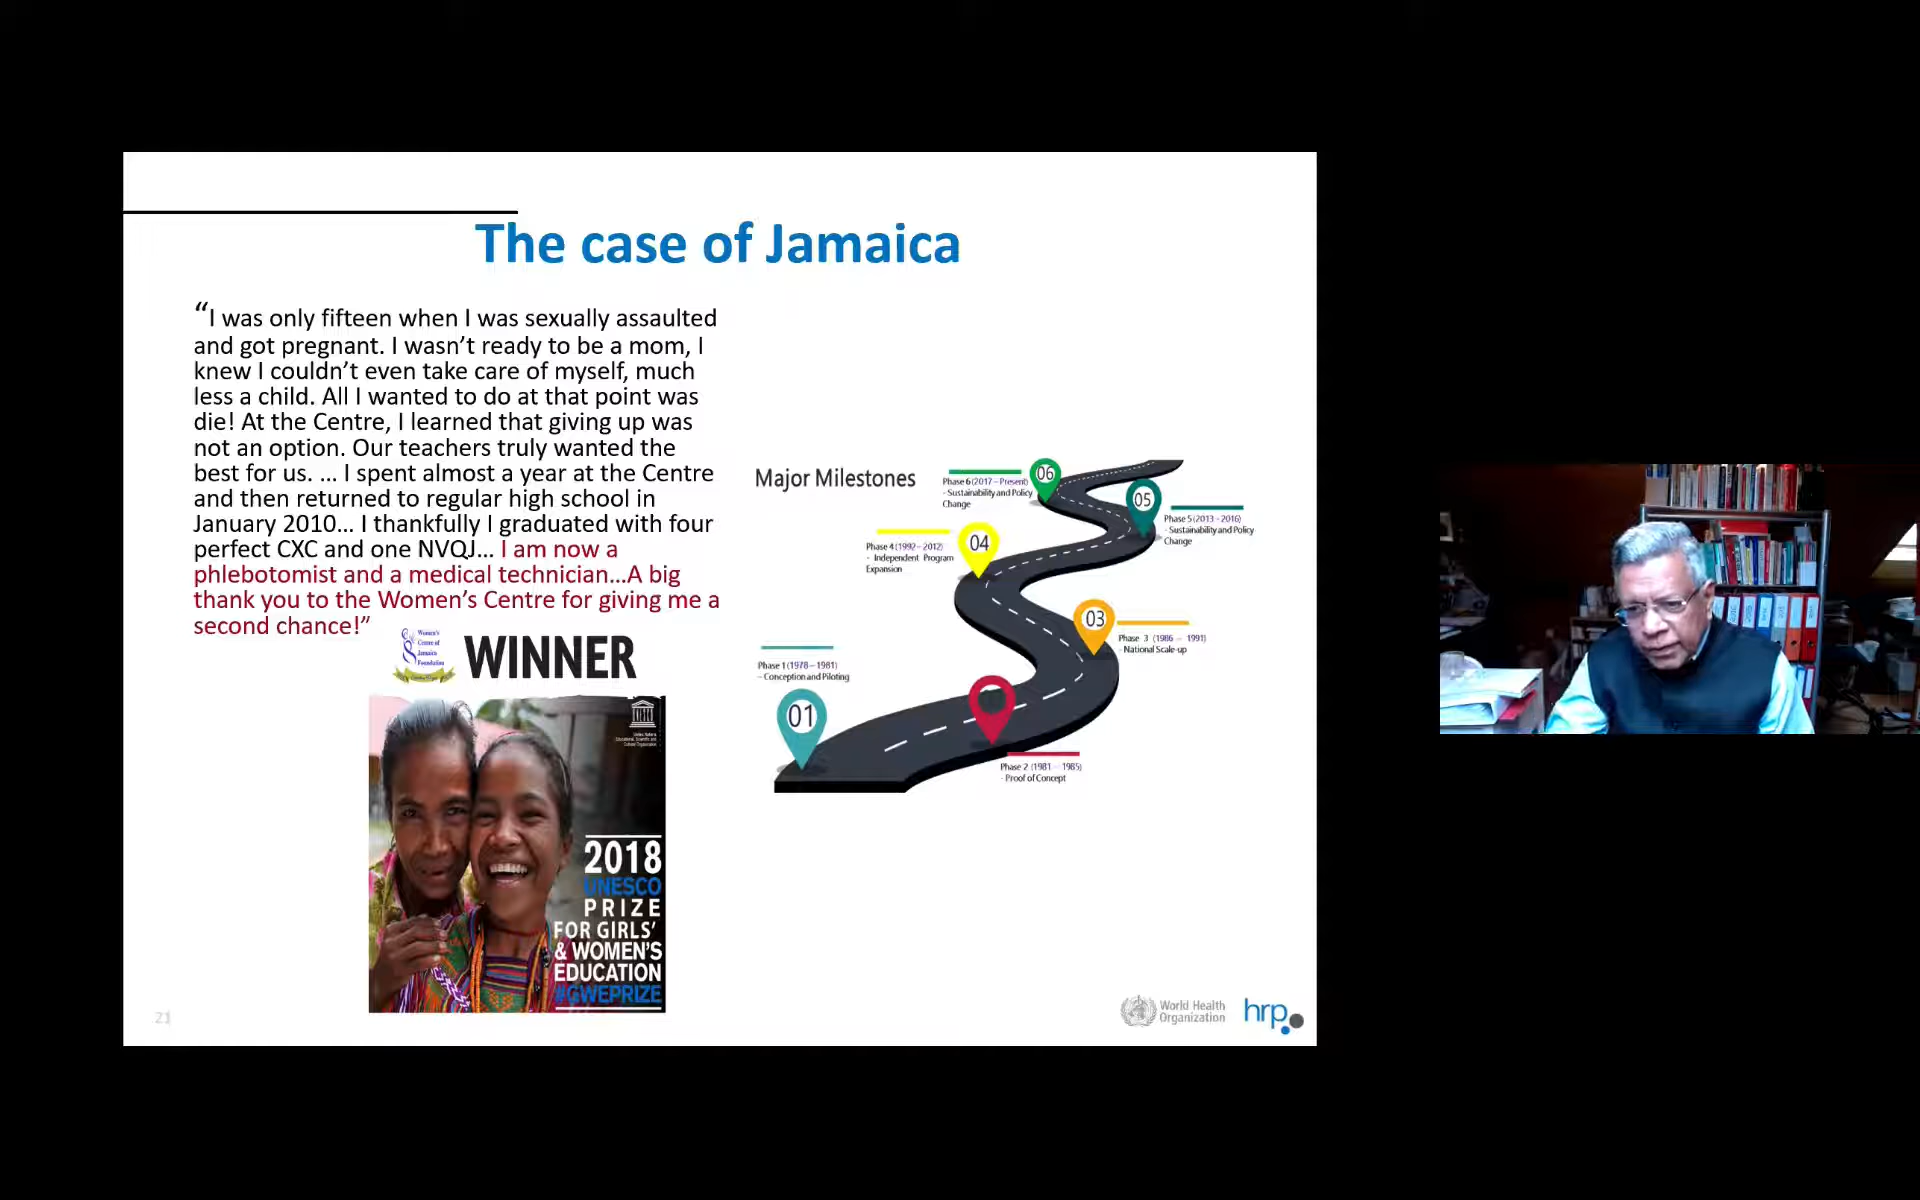 The case of Jamaica
“I was only fifteen when I was sexually assaulted
and got pregnant. I wasn’t ready to be a mom, I
knew I couldn’t even take care of myself, much
less a child. All I wanted to do at that point was
die! At the Centre, I learned that giving up was
not an option. Our teachers truly wanted the
best for us. ... I spent almost a year at the Centre
and then returned to regular high school in
January 2010... I thankfully I graduated with four
perfect CXC and one NVQJ... I am now a
phlebotomist and a medical technician...A big
thank you to the Women’s Centre for giving me a
second chance!”
Women's
Centre of
Jamaica
Foundation
WINNER
2018
UNESCO
PRIZE
FOR GIRLS'
& WOMEN'S
EDUCATION
#GWEPRIZE
Major Milestones
06
Phase 6 (2017 – Present)
- Sustainability and Policy
Change
05
Phase 5 (2013 - 2016)
- Sustainability and Policy
Change
04
Phase 4 (1992 – 2012)
- Independent Program
Expansion
03
Phase 3 (1986 – 1991)
- National Scale-up
Phase 1 (1978 – 1981)
– Conception and Piloting
01
Phase 2 (1981 – 1985)
- Proof of Concept
21
World Health
Organization
hrp